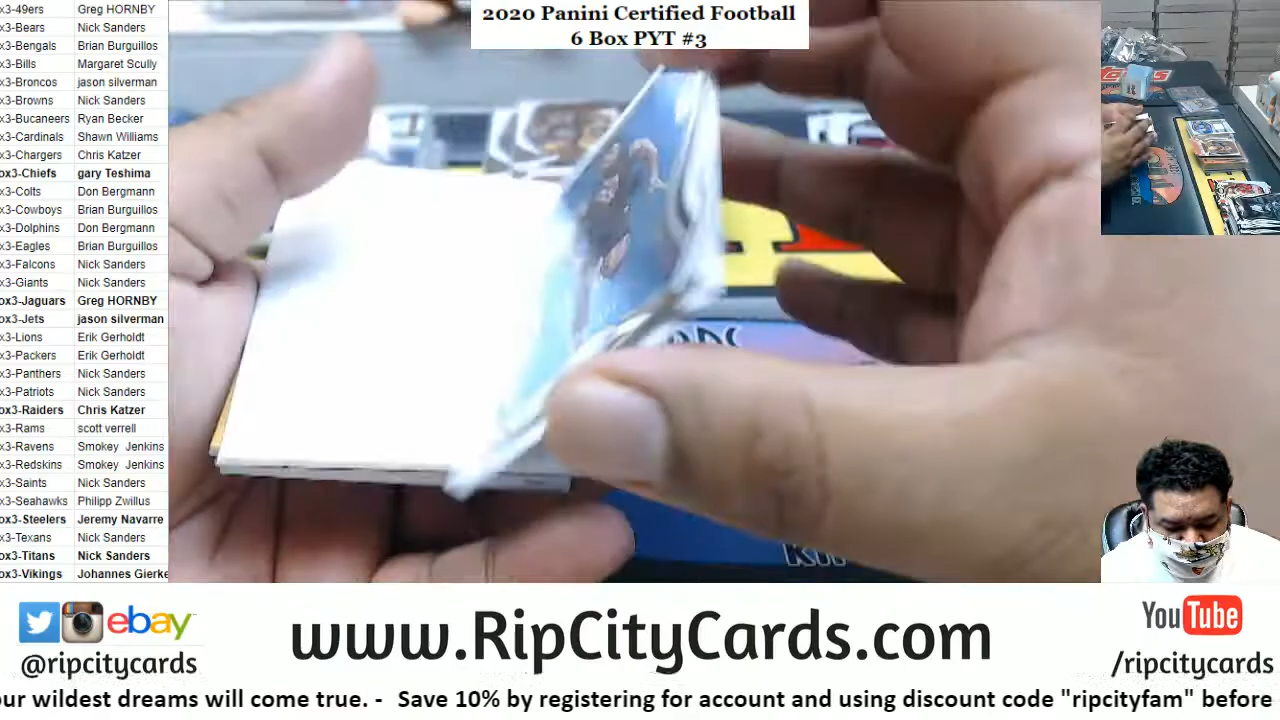 2020 Panini Certified Football
6 Box PYT #3
x3-49ers Greg HORNBY
x3-Bears Nick Sanders
x3-Bengals Brian Burguillos
x3-Bills Margaret Scully
x3-Broncos jason silverman
x3-Browns Nick Sanders
x3-Bucaneers Ryan Becker
x3-Cardinals Shawn Williams
x3-Chargers Chris Katzer
ox3-Chiefs gary Teshima
x3-Colts Don Bergmann
x3-Cowboys Brian Burguillos
x3-Dolphins Don Bergmann
x3-Eagles Brian Burguillos
x3-Falcons Nick Sanders
x3-Giants Nick Sanders
ox3-Jaguars Greg HORNBY
ox3-Jets jason silverman
x3-Lions Erik Gerholdt
x3-Packers Erik Gerholdt
x3-Panthers Nick Sanders
x3-Patriots Nick Sanders
ox3-Raiders Chris Katzer
x3-Rams scott verrell
x3-Ravens Smokey Jenkins
x3-Redskins Smokey Jenkins
x3-Saints Nick Sanders
x3-Seahawks Philipp Zwillus
ox3-Steelers Jeremy Navarre
x3-Texans Nick Sanders
ox3-Titans Nick Sanders
ox3-Vikings Johannes Gierke
ebay
@ripcitycards
www.RipCityCards.com
YouTube
/ripcitycards
our wildest dreams will come true. - Save 10% by registering for account and using discount code "ripcityfam" before